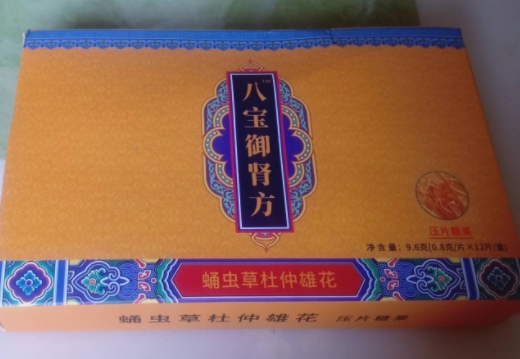 八宝御肾方
压片糖果
净含量：9.6克(0.8克/片×12片/盒)
蛹虫草杜仲雄花
蛹虫草杜仲雄花 压片糖果